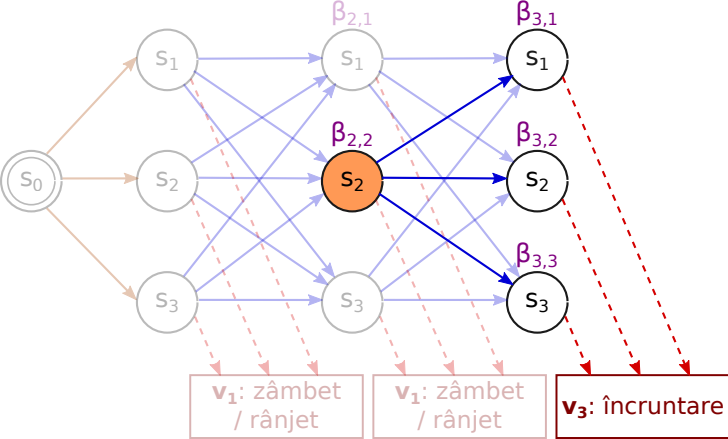 β2,1 β3,1
s1 s1 s1
β2,2 β3,2
s0 s2 s2 s2
β3,3
s3 s3 s3
v1: zâmbet / rânjet
v1: zâmbet / rânjet
v3: încruntare